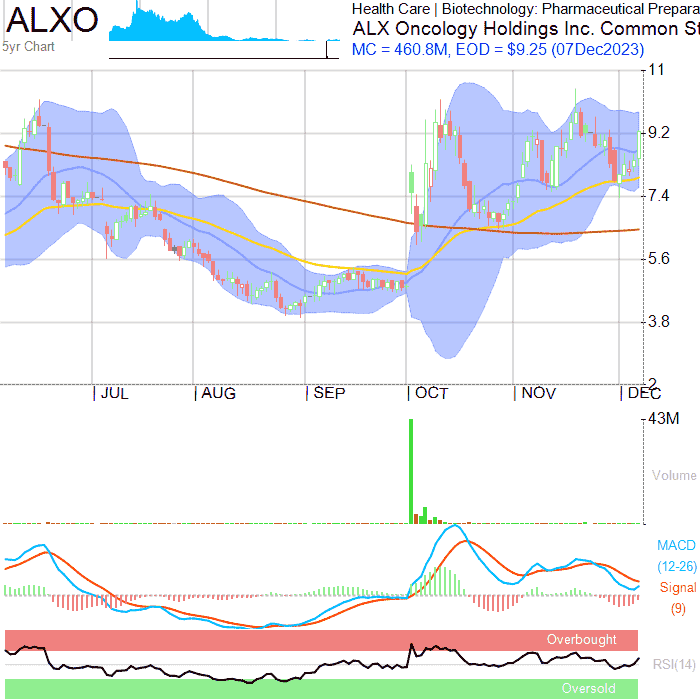 ALXO
5yr Chart
Health Care | Biotechnology: Pharmaceutical Prepara
ALX Oncology Holdings Inc. Common St
MC = 460.8M, EOD = $9.25 (07Dec2023)
11
9.2
7.4
5.6
3.8
2
JUL AUG SEP OCT NOV DEC
43M
Volume
MACD
(12-26)
Signal
(9)
Overbought
RSI(14)
Oversold